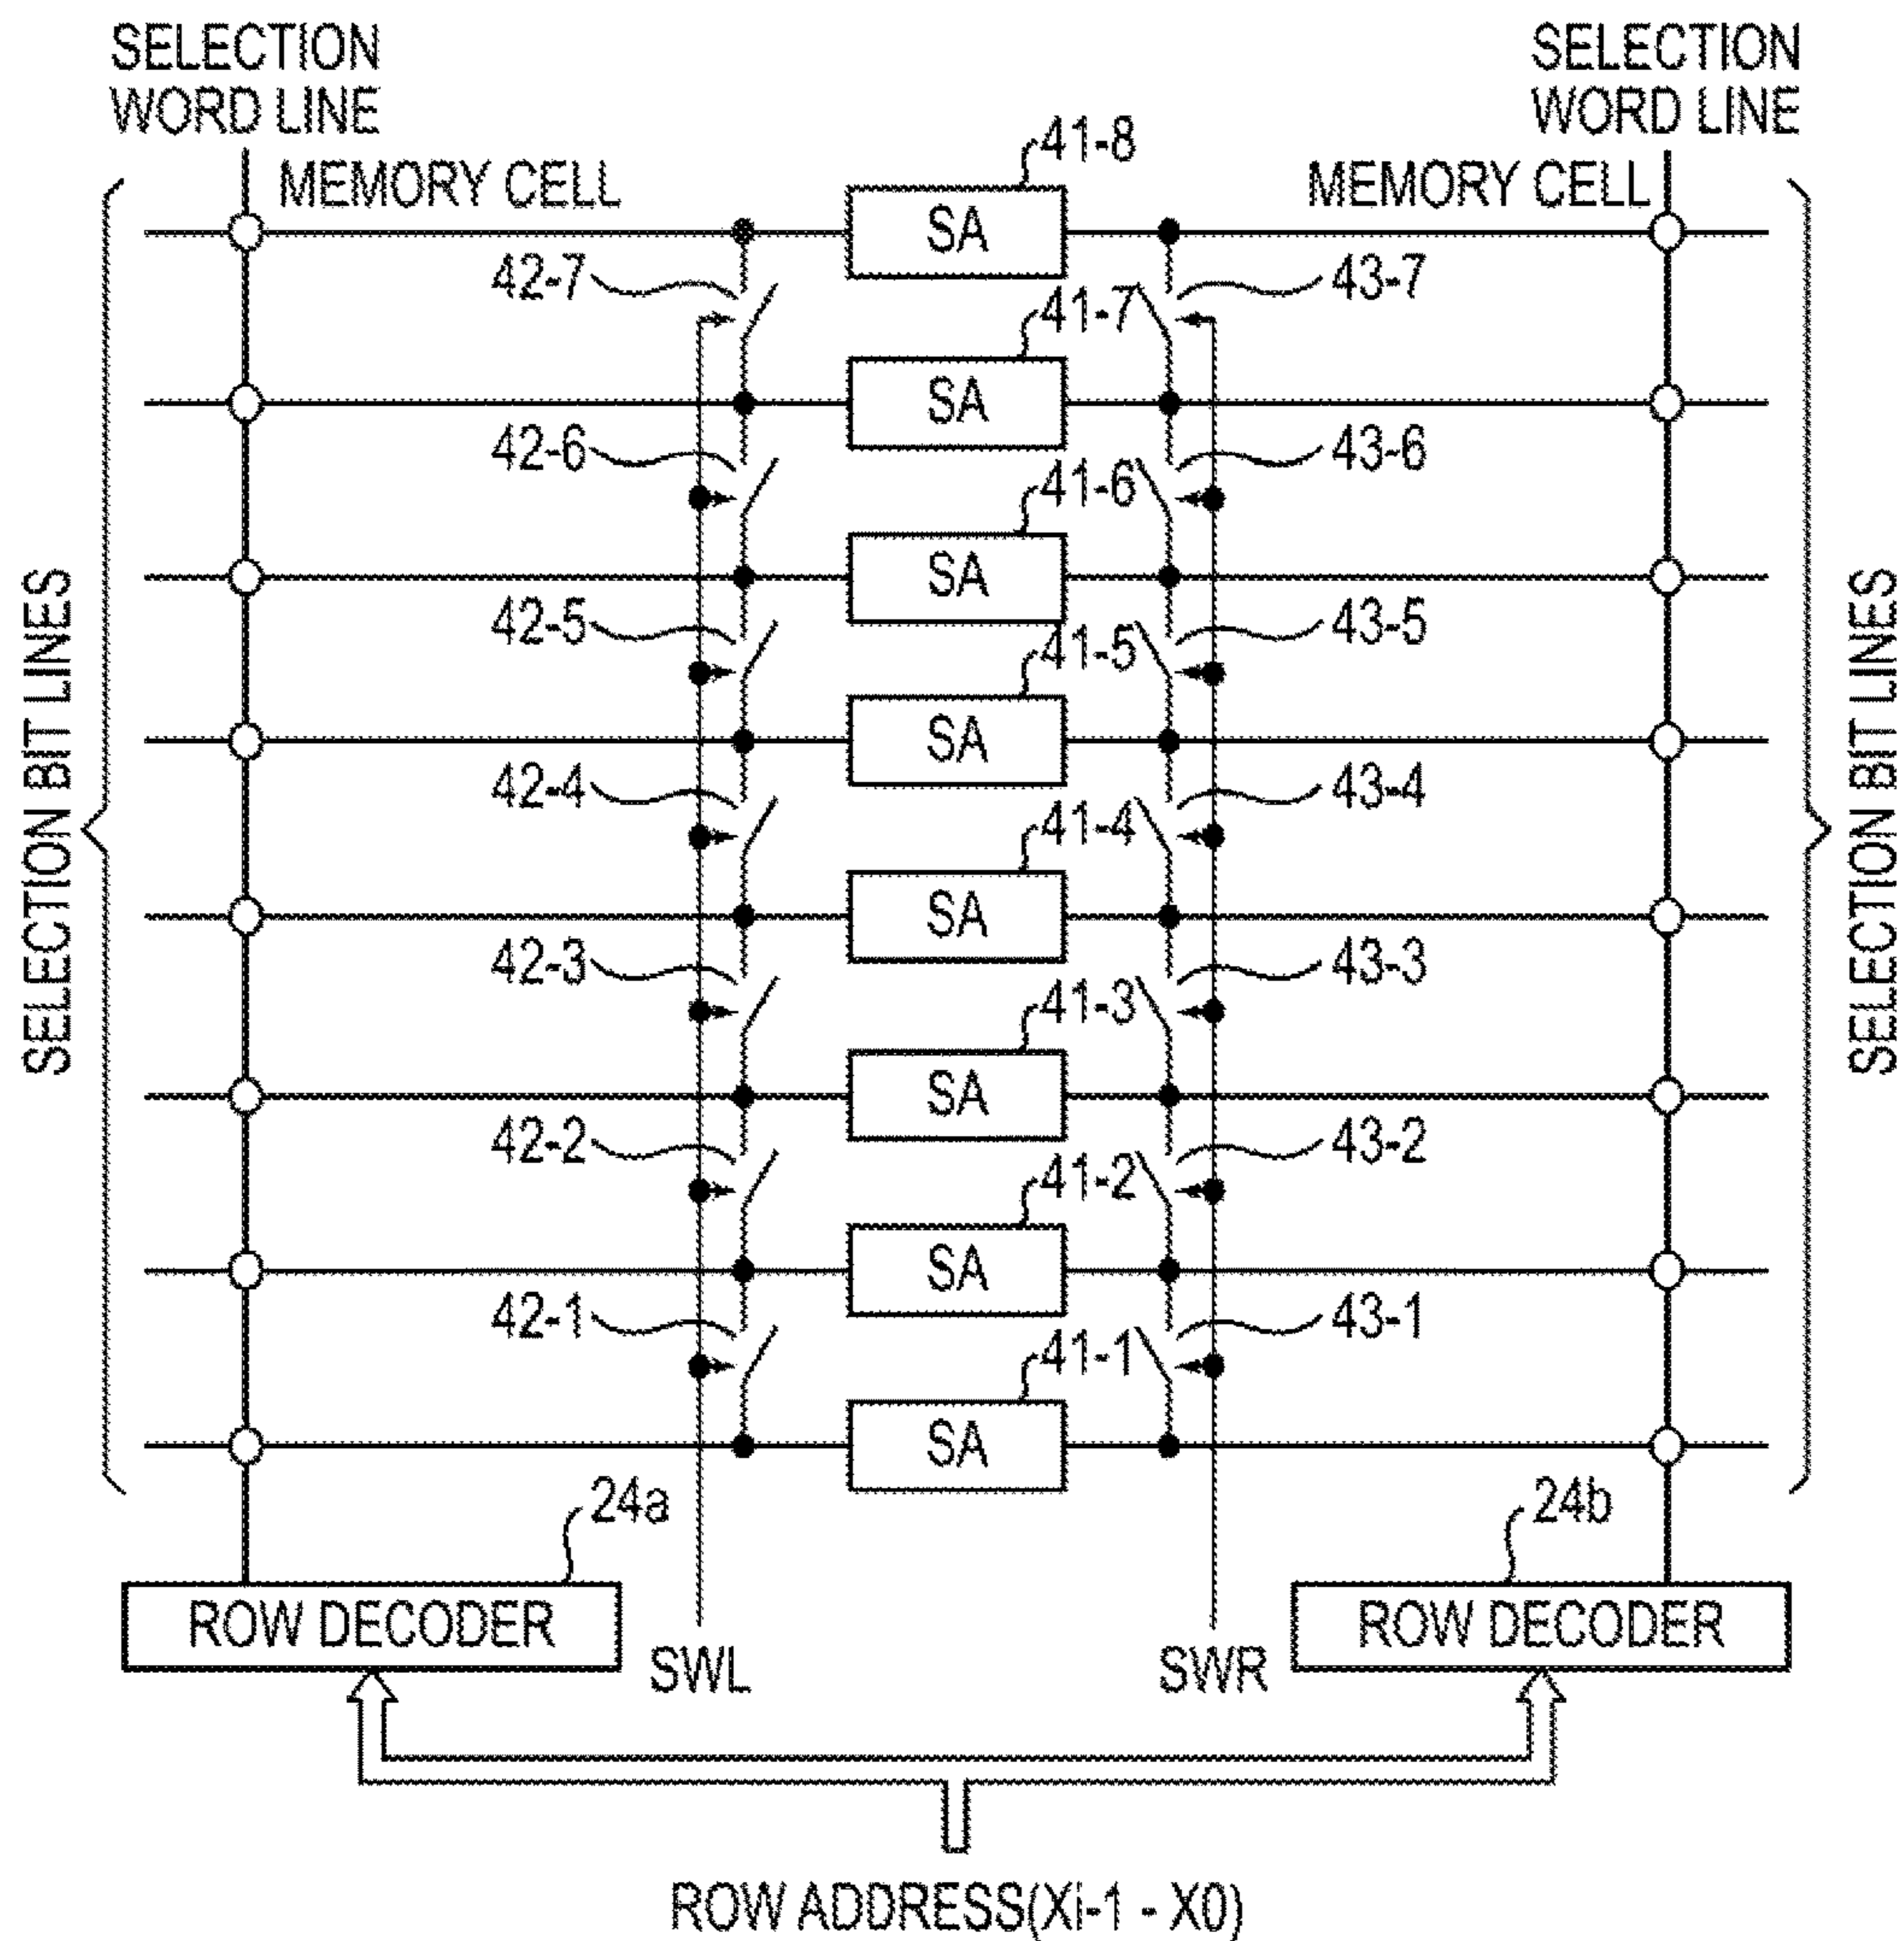 SELECTION
WORD LINE
SELECTION
WORD LINE
MEMORY CELL
41-8
MEMORY CELL
SA
42-7
43-7
41-7
SA
42-6
43-6
41-6
SA
42-5
43-5
41-5
SA
42-4
43-4
41-4
SA
42-3
43-3
41-3
SA
42-2
43-2
41-2
SA
42-1
43-1
41-1
SA
SELECTION BIT LINES
SELECTION BIT LINES
24a
24b
ROW DECODER
SWL
SWR
ROW DECODER
ROW ADDRESS(Xi-1 - X0)